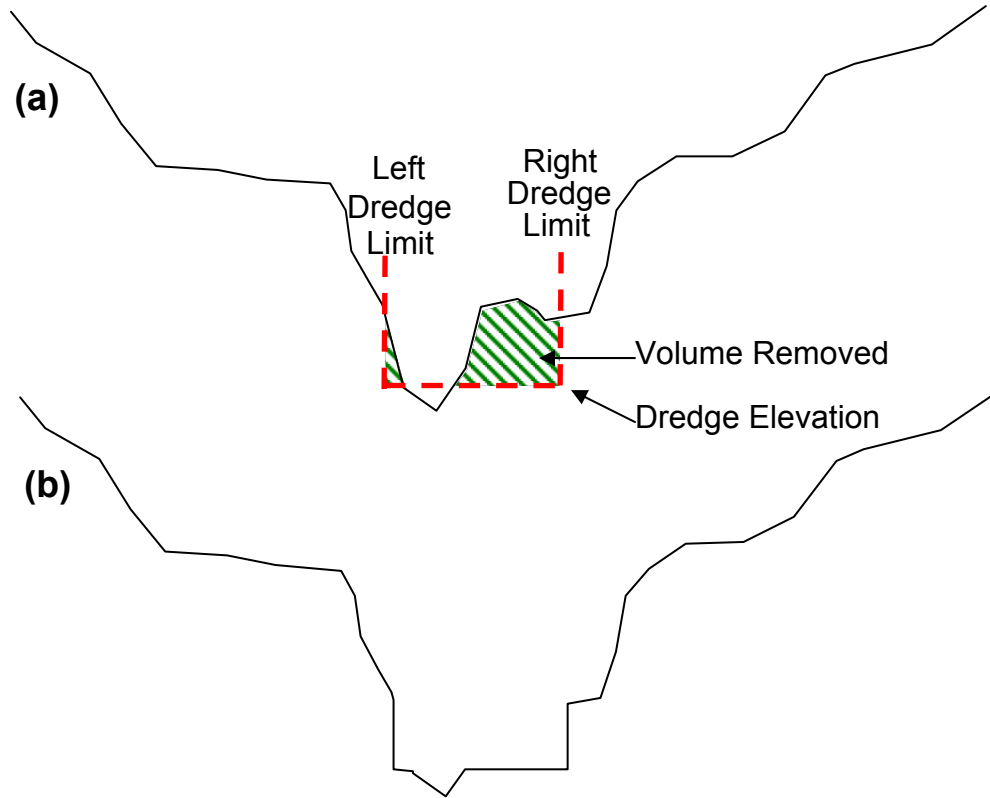 (a)
Left
Dredge
Limit
Right
Dredge
Limit
Volume Removed
Dredge Elevation
(b)